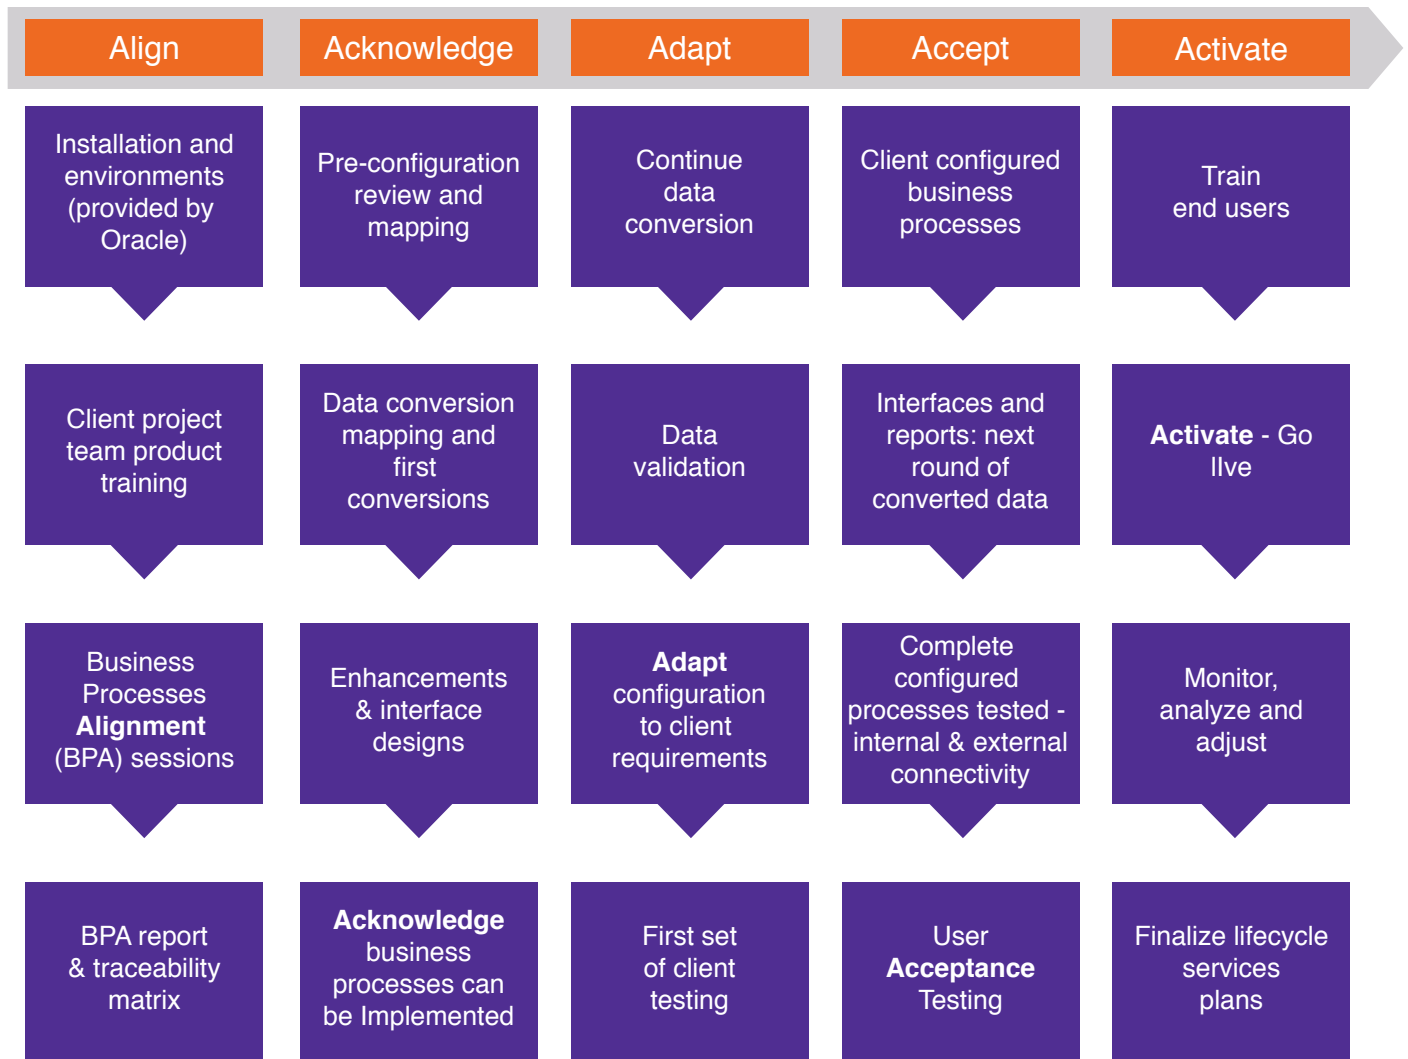 Align
Acknowledge
Adapt
Accept
Activate
Installation and
environments
(provided by
Oracle)
Pre-configuration
review and
mapping
Continue
data
conversion
Client configured
business
processes
Train
end users
Client project
team product
training
Data conversion
mapping and
first
conversions
Data
validation
Interfaces and
reports: next
round of
converted data
Activate - Go
lIve
Business
Processes
Alignment
(BPA) sessions
Enhancements
& interface
designs
Adapt
configuration
to client
requirements
Complete
configured
processes tested -
internal & external
connectivity
Monitor,
analyze and
adjust
BPA report
& traceability
matrix
Acknowledge
business
processes can
be Implemented
First set
of client
testing
User
Acceptance
Testing
Finalize lifecycle
services
plans